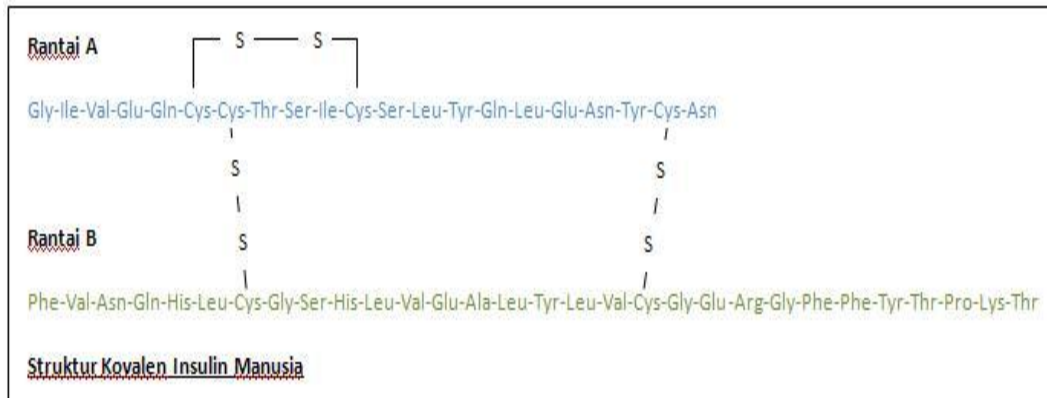 Rantai A
S S
Gly-Ile-Val-Glu-Gln-Cys-Cys-Thr-Ser-Ile-Cys-Ser-Leu-Tyr-Gln-Leu-Glu-Asn-Tyr-Cys-Asn
S S
Rantai B
S S
Phe-Val-Asn-Gln-His-Leu-Cys-Gly-Ser-His-Leu-Val-Glu-Ala-Leu-Tyr-Leu-Val-Cys-Gly-Glu-Arg-Gly-Phe-Phe-Tyr-Thr-Pro-Lys-Thr
Struktur Kovalen Insulin Manusia